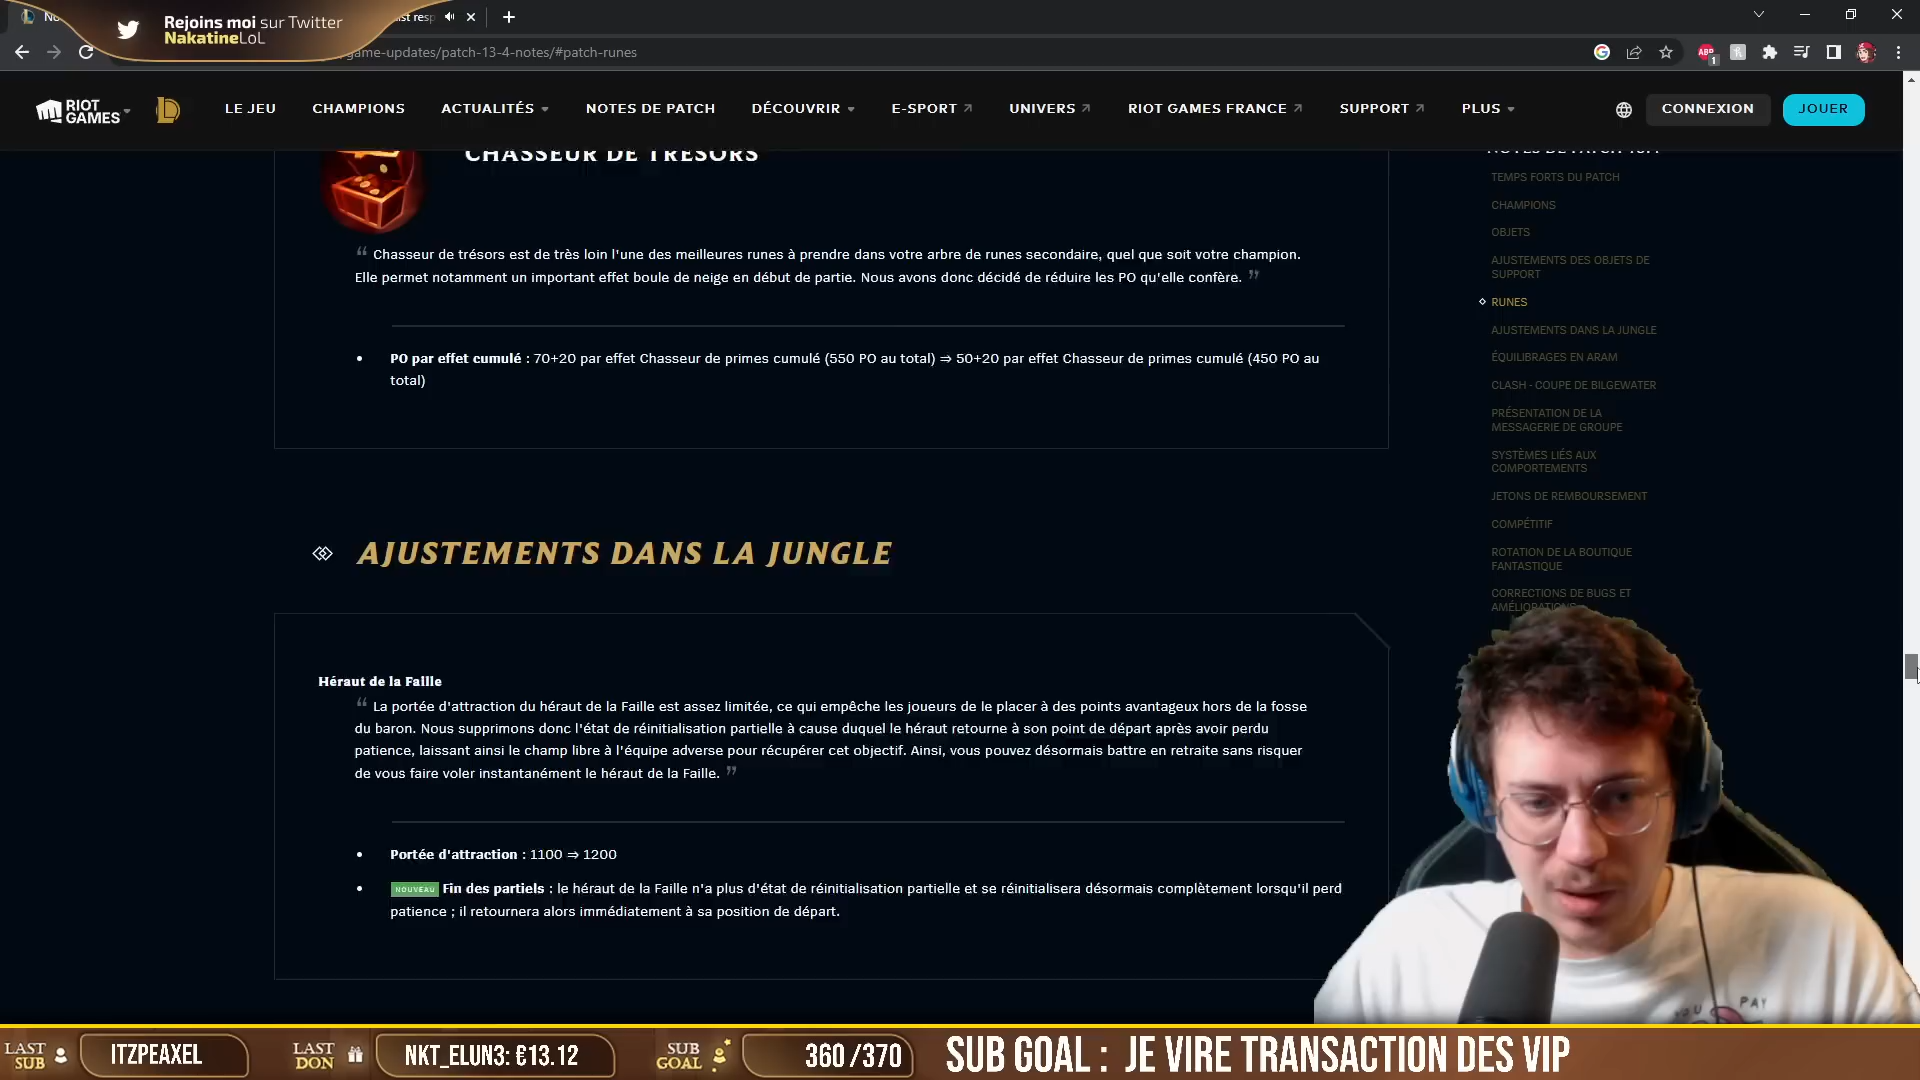 Rejoins moi sur Twitter
NakatineLoL
game-updates/patch-13-4-notes/#patch-runes
RIOT GAMES
LE JEU
CHAMPIONS
ACTUALITÉS
NOTES DE PATCH
DÉCOUVRIR
E-SPORT
UNIVERS
RIOT GAMES FRANCE
SUPPORT
PLUS
CONNEXION
JOUER
CHASSEUR DE TRÉSORS
“ Chasseur de trésors est de très loin l'une des meilleures runes à prendre dans votre arbre de runes secondaire, quel que soit votre champion.
Elle permet notamment un important effet boule de neige en début de partie. Nous avons donc décidé de réduire les PO qu'elle confère. ”
PO par effet cumulé : 70+20 par effet Chasseur de primes cumulé (550 PO au total) ⇒ 50+20 par effet Chasseur de primes cumulé (450 PO au
total)
AJUSTEMENTS DANS LA JUNGLE
Héraut de la Faille
“ La portée d'attraction du héraut de la Faille est assez limitée, ce qui empêche les joueurs de le placer à des points avantageux hors de la fosse
du baron. Nous supprimons donc l'état de réinitialisation partielle à cause duquel le héraut retourne à son point de départ après avoir perdu
patience, laissant ainsi le champ libre à l'équipe adverse pour récupérer cet objectif. Ainsi, vous pouvez désormais battre en retraite sans risquer
de vous faire voler instantanément le héraut de la Faille. ”
Portée d'attraction : 1100 ⇒ 1200
NOUVEAU Fin des partiels : le héraut de la Faille n'a plus d'état de réinitialisation partielle et se réinitialisera désormais complètement lorsqu'il perd
patience ; il retournera alors immédiatement à sa position de départ.
TEMPS FORTS DU PATCH
CHAMPIONS
OBJETS
AJUSTEMENTS DES OBJETS DE
SUPPORT
RUNES
AJUSTEMENTS DANS LA JUNGLE
ÉQUILIBRAGES EN ARAM
CLASH - COUPE DE BILGEWATER
PRÉSENTATION DE LA
MESSAGERIE DE GROUPE
SYSTÈMES LIÉS AUX
COMPORTEMENTS
JETONS DE REMBOURSEMENT
COMPÉTITIF
ROTATION DE LA BOUTIQUE
FANTASTIQUE
CORRECTIONS DE BUGS ET
AMÉLIORATIONS
YOU PAY
LAST SUB
ITZPEAXEL
LAST DON
NKT_ELUN3: €13.12
SUB GOAL
360 /370
SUB GOAL : JE VIRE TRANSACTION DES VIP